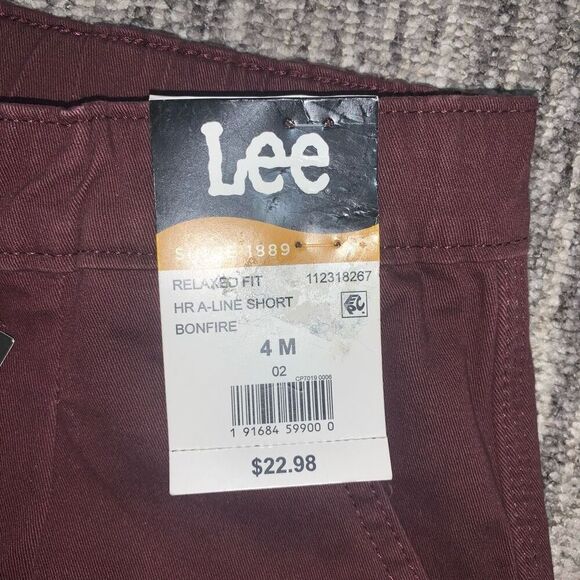 Lee
SINCE 1889
RELAXED FIT 112318267
HR A-LINE SHORT
BONFIRE
4 M
02
CP7019 0006
1 91684 59900 0
$22.98